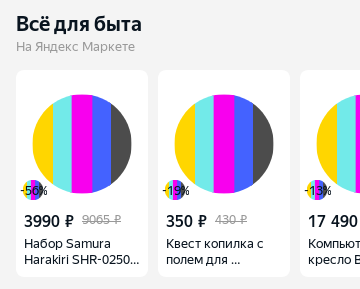 Всё для быта
На Яндекс Маркете
-56%
-19%
-13%
3990 ₽ 9065 ₽
350 ₽ 430 ₽
17 490
Набор Samura
Harakiri SHR-0250...
Квест копилка с
полем для ...
Компьют
кресло B